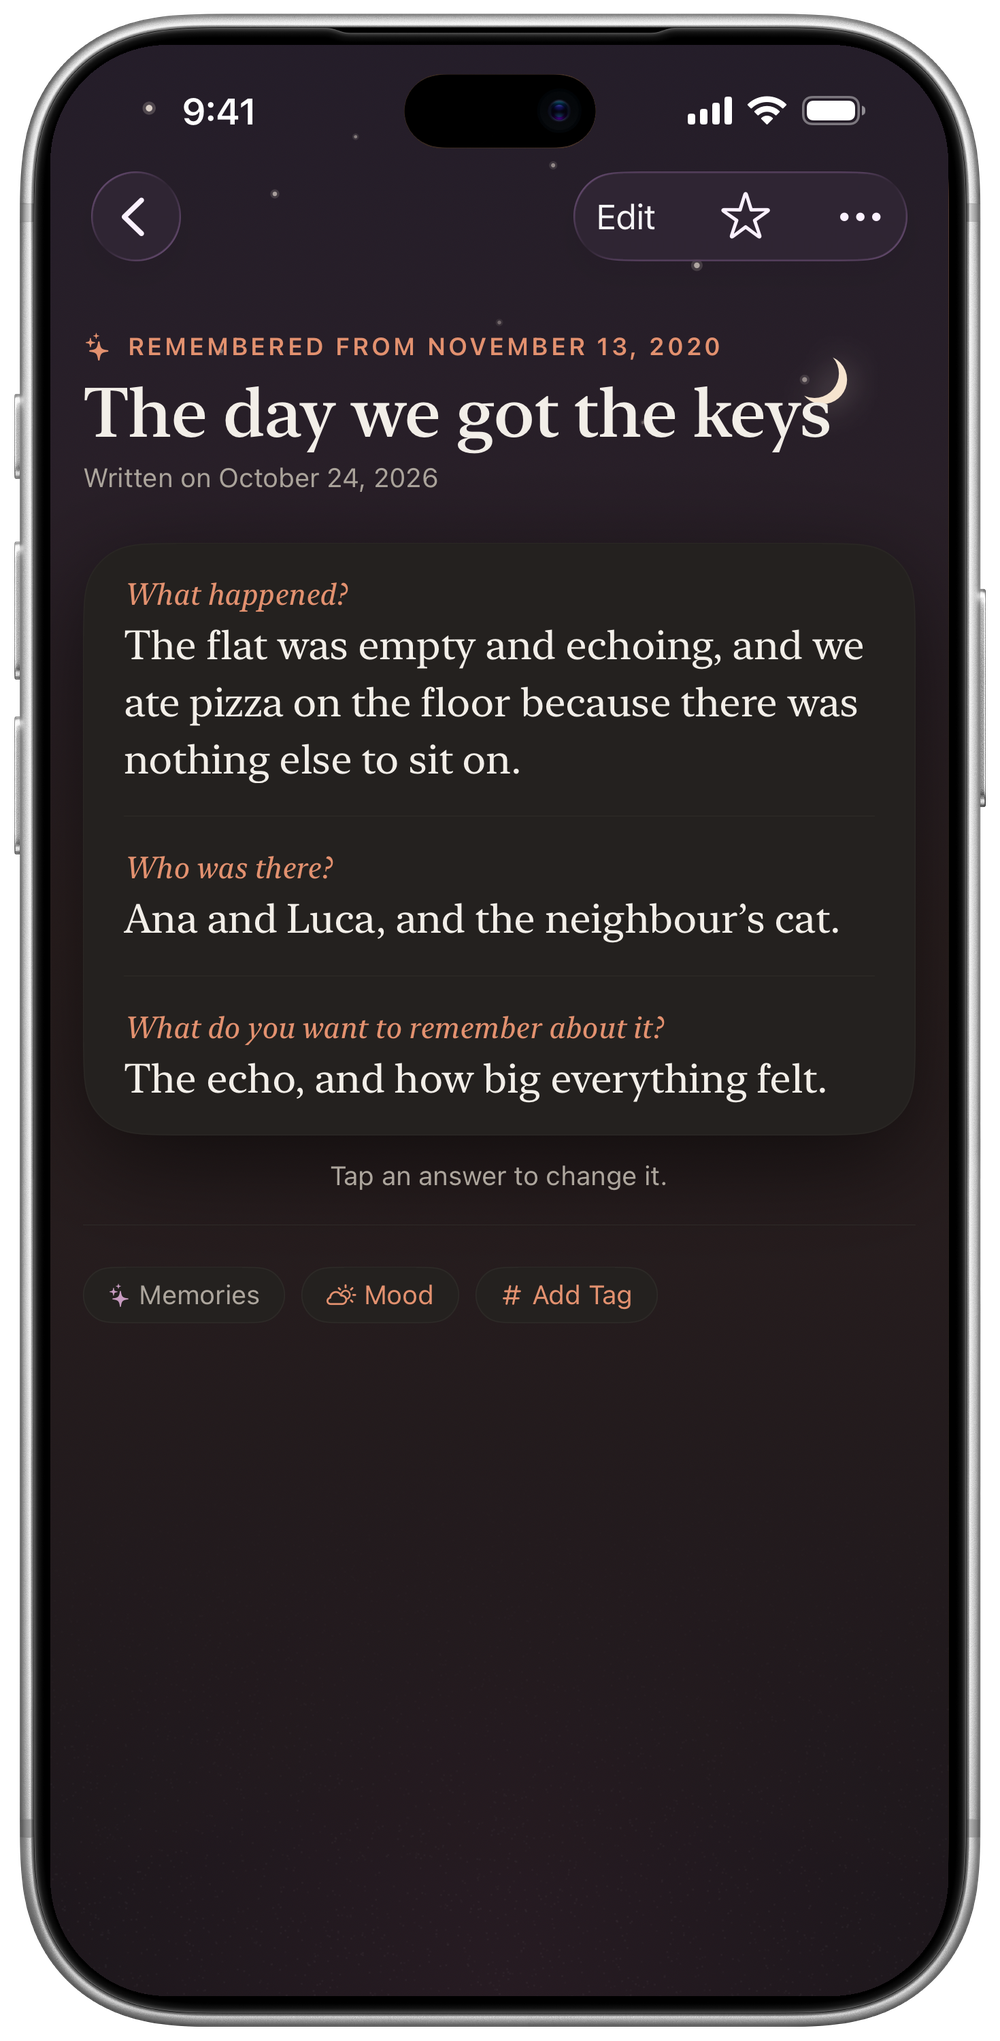 9:41
Edit
REMEMBERED FROM NOVEMBER 13, 2020
The day we got the keys
Written on October 24, 2026
What happened?
The flat was empty and echoing, and we
ate pizza on the floor because there was
nothing else to sit on.
Who was there?
Ana and Luca, and the neighbour’s cat.
What do you want to remember about it?
The echo, and how big everything felt.
Tap an answer to change it.
Memories
Mood
# Add Tag